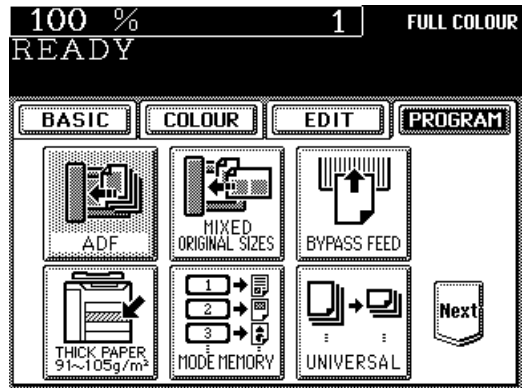 100 % 1 FULL COLOUR
READY
BASIC COLOUR EDIT PROGRAM
ADF
MIXED
ORIGINAL SIZES
BYPASS FEED
THICK PAPER
91~105g/m²
1
2
3
MODE MEMORY
UNIVERSAL
Next